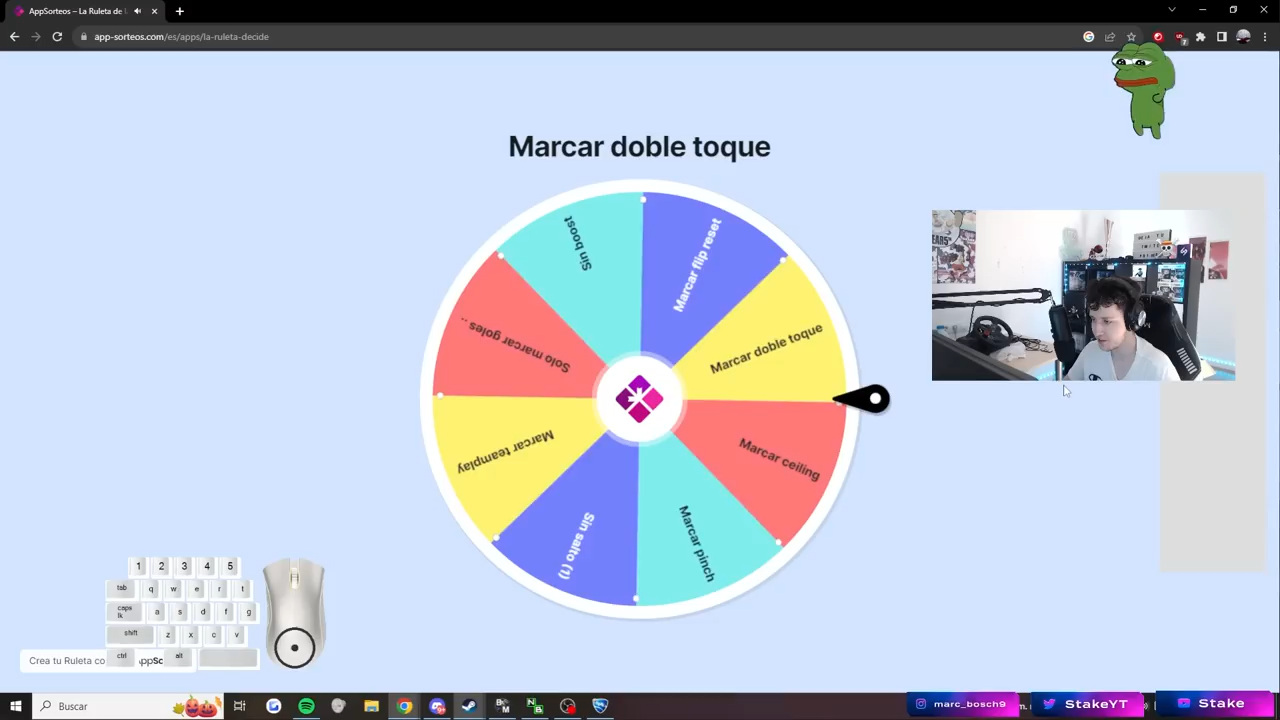 AppSorteos – La Ruleta de
app-sorteos.com/es/apps/la-ruleta-decide
Marcar doble toque
Sin boost
Marcar flip reset
Solo marcar goles ..
Marcar doble toque
Marcar teamplay
Marcar ceiling
Sin salto (1)
Marcar pinch
1 2 3 4 5
tab q w e r t
caps lk a s d f g
shift z x c v
ctrl alt
Crea tu Ruleta co
Buscar
marc_bosch9
StakeYT
Stake